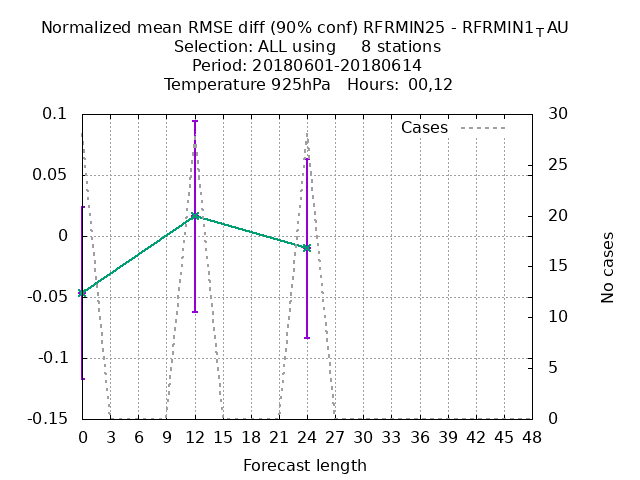 Normalized mean RMSE diff (90% conf) RFRMIN25 - RFRMIN1TAU
Selection: ALL using     8 stations
Period: 20180601-20180614
Temperature 925hPa   Hours: 00,12
0.1
0.05
0
-0.05
-0.1
-0.15
30
25
20
15
10
5
0
Cases
No cases
0 3 6 9 12 15 18 21 24 27 30 33 36 39 42 45 48
Forecast length